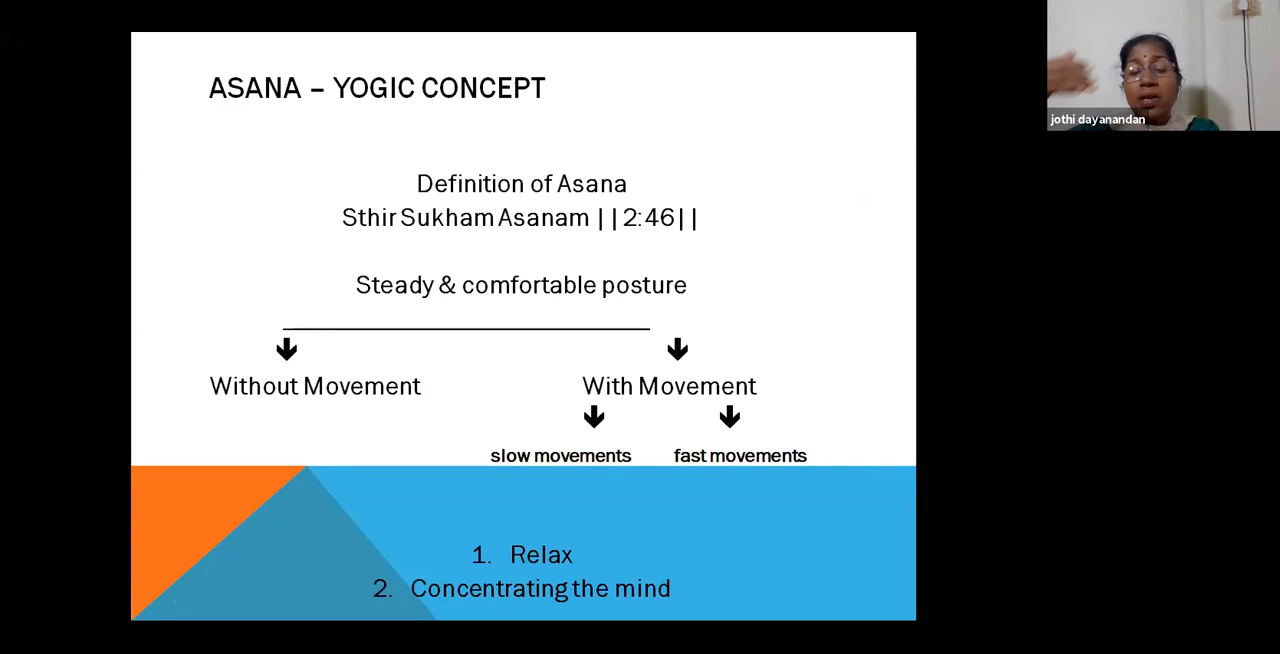 ASANA – YOGIC CONCEPT
jothi dayanandan
Definition of Asana
Sthir Sukham Asanam ||2:46||
Steady & comfortable posture
Without Movement
With Movement
slow movements
fast movements
1. Relax
2. Concentrating the mind